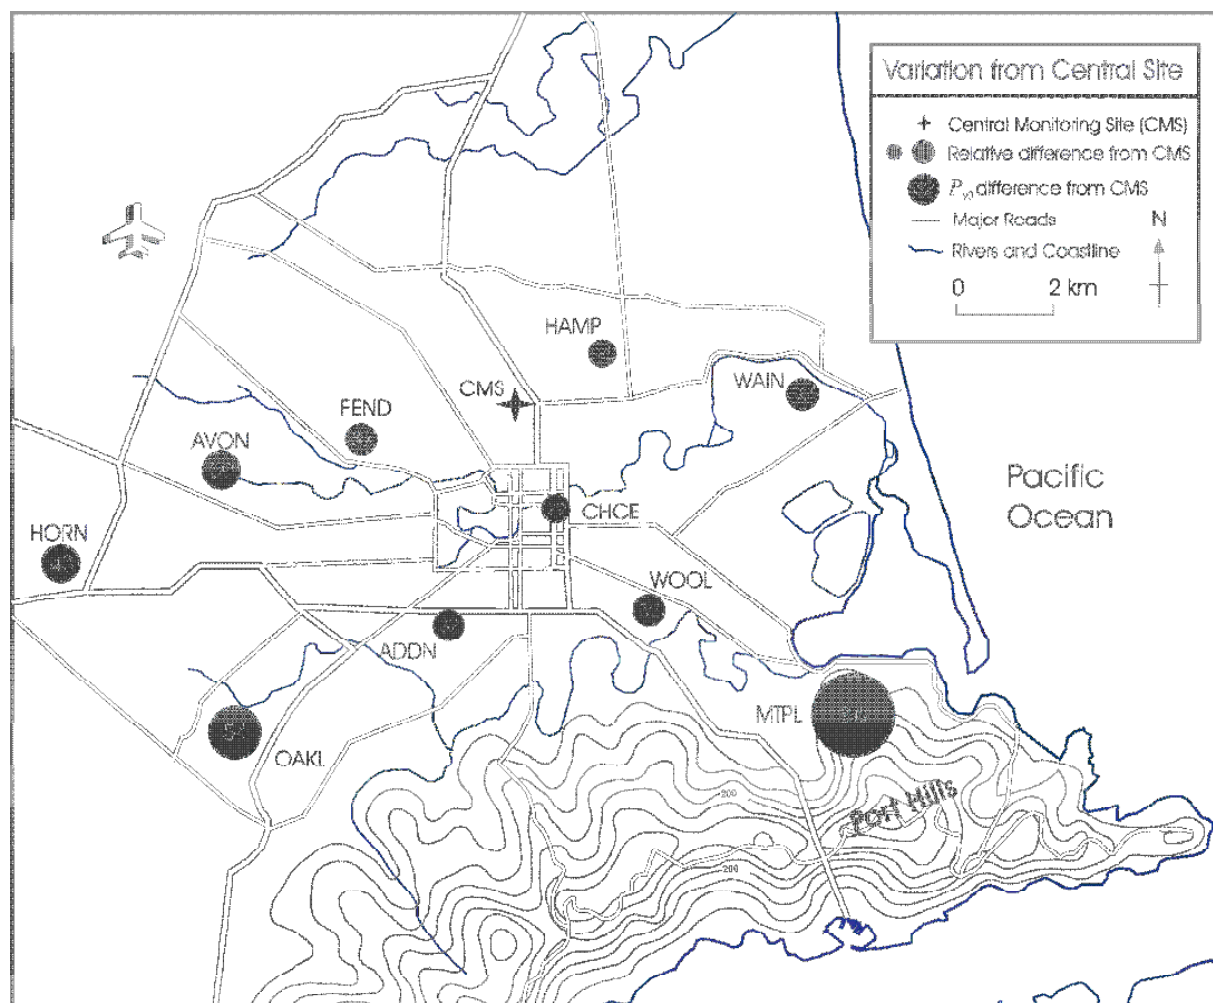 Variation from Central Site
Central Monitoring Site (CMS)
Relative difference from CMS
difference from CMS
Major Roads
N
Rivers and Coastline
0 2 km
HAMP
WAIN
CMS
FEND
AVON
Pacific
Ocean
CHCE
HORN
WOOL
ADDN
MTPL
52
OAKL
200
Port Hills
200